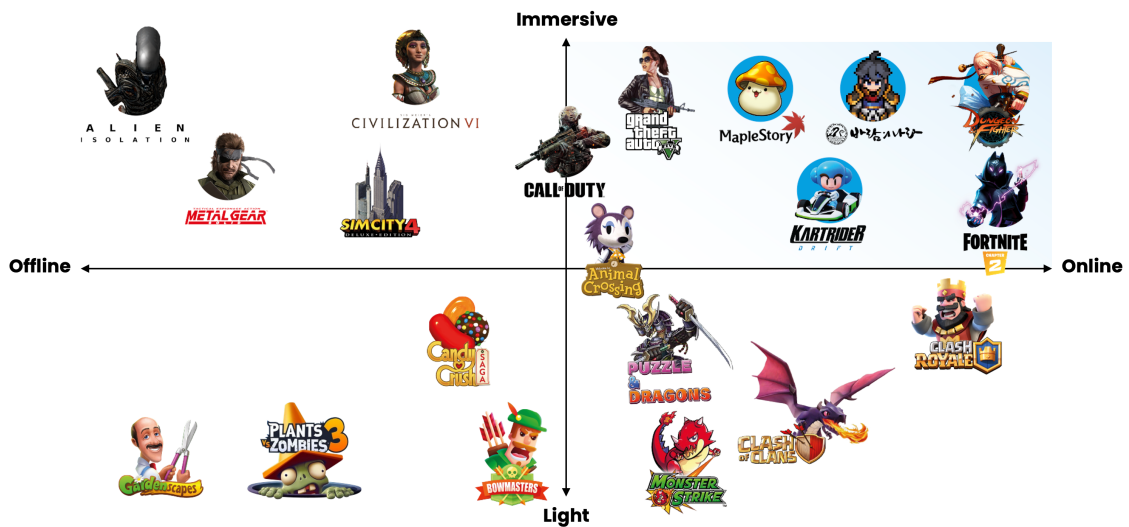 Immersive
ALIEN
ISOLATION
SID MEIER'S
CIVILIZATION VI
grand
theft
auto V
MapleStory
바람의나라
DUNGEON
FIGHTER
METAL GEAR
SIMCITY 4
DELUXE EDITION
CALL OF DUTY
KARTRIDER
DRIFT
FORTNITE
CHAPTER
2
Offline
Online
Animal
Crossing
Candy
Crush
SAGA
PUZZLE
&
DRAGONS
CLASH
ROYALE
Gardenscapes
PLANTS
VS.
ZOMBIES 3
BOWMASTERS
CLASH
OF CLANS
MONSTER
STRIKE
Light